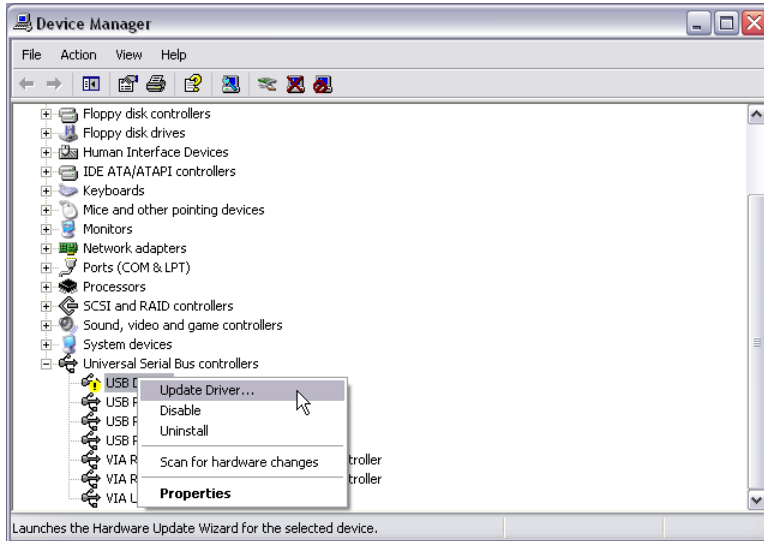 Device Manager
File Action View Help
Floppy disk controllers
Floppy disk drives
Human Interface Devices
IDE ATA/ATAPI controllers
Keyboards
Mice and other pointing devices
Monitors
Network adapters
Ports (COM & LPT)
Processors
SCSI and RAID controllers
Sound, video and game controllers
System devices
Universal Serial Bus controllers
USB
Update Driver...
USB
Disable
USB
Uninstall
USB
VIA R
Scan for hardware changes
troller
VIA R
troller
VIA U
Properties
Launches the Hardware Update Wizard for the selected device.